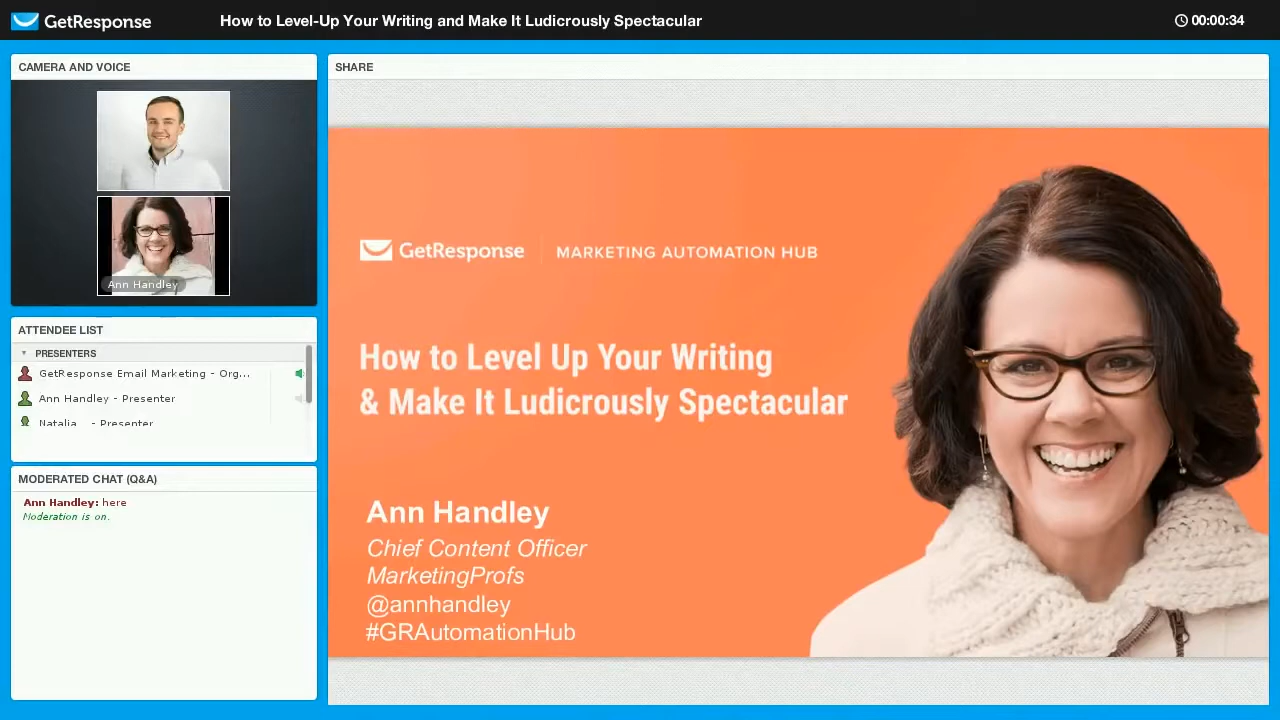 GetResponse
How to Level-Up Your Writing and Make It Ludicrously Spectacular
00:00:34
CAMERA AND VOICE
Ann Handley
ATTENDEE LIST
PRESENTERS
GetResponse Email Marketing - Org...
Ann Handley - Presenter
Natalia - Presenter
MODERATED CHAT (Q&A)
Ann Handley: here
Moderation is on.
SHARE
GetResponse MARKETING AUTOMATION HUB
How to Level Up Your Writing
& Make It Ludicrously Spectacular
Ann Handley
Chief Content Officer
MarketingProfs
@annhandley
#GRAutomationHub